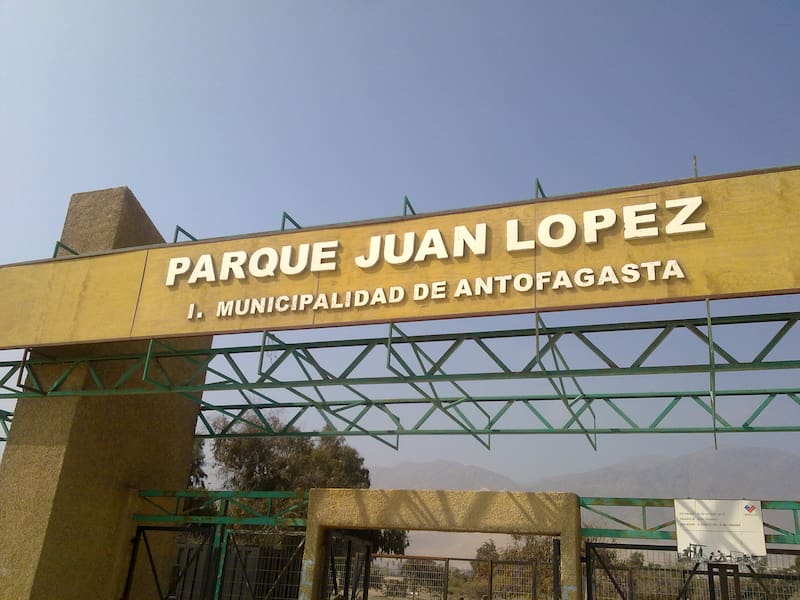 PARQUE JUAN LOPEZ
I. MUNICIPALIDAD DE ANTOFAGASTA